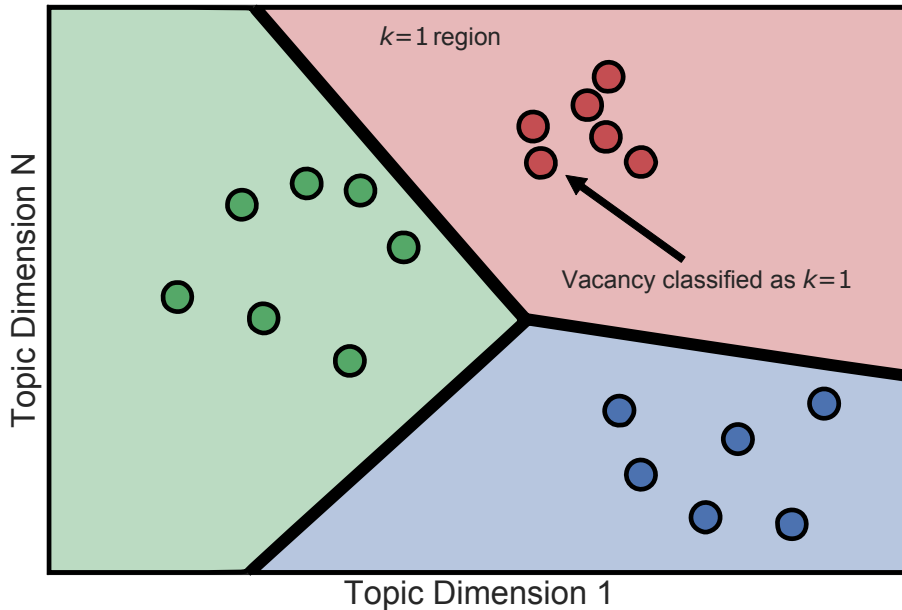 k=1 region
Vacancy classified as k=1
Topic Dimension N
Topic Dimension 1